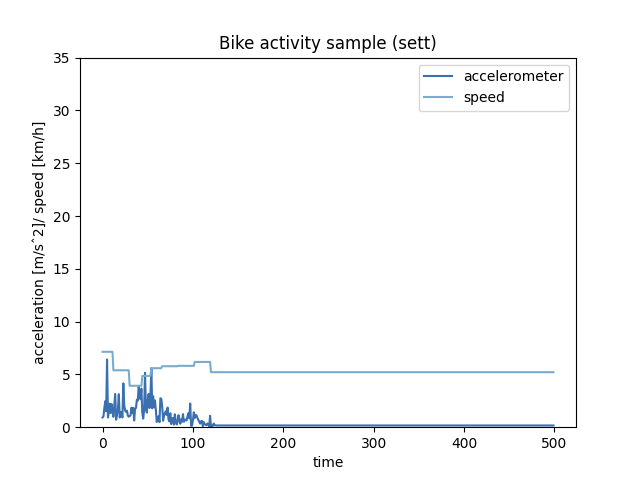 Bike activity sample (sett)
accelerometer
speed
35
30
25
20
15
10
5
0
acceleration [m/sˆ2]/ speed [km/h]
0 100 200 300 400 500
time